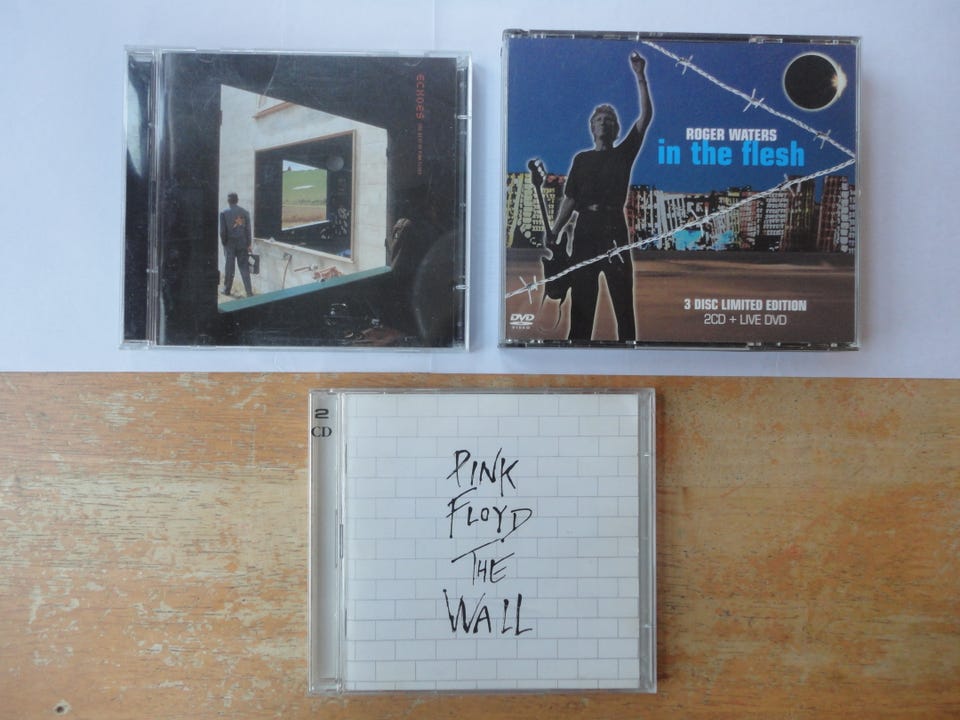 ECHOES
ROGER WATERS
in the flesh
3 DISC LIMITED EDITION
2CD + LIVE DVD
DVD
VIDEO
2
CD
PINK
FLOYD
THE
WALL